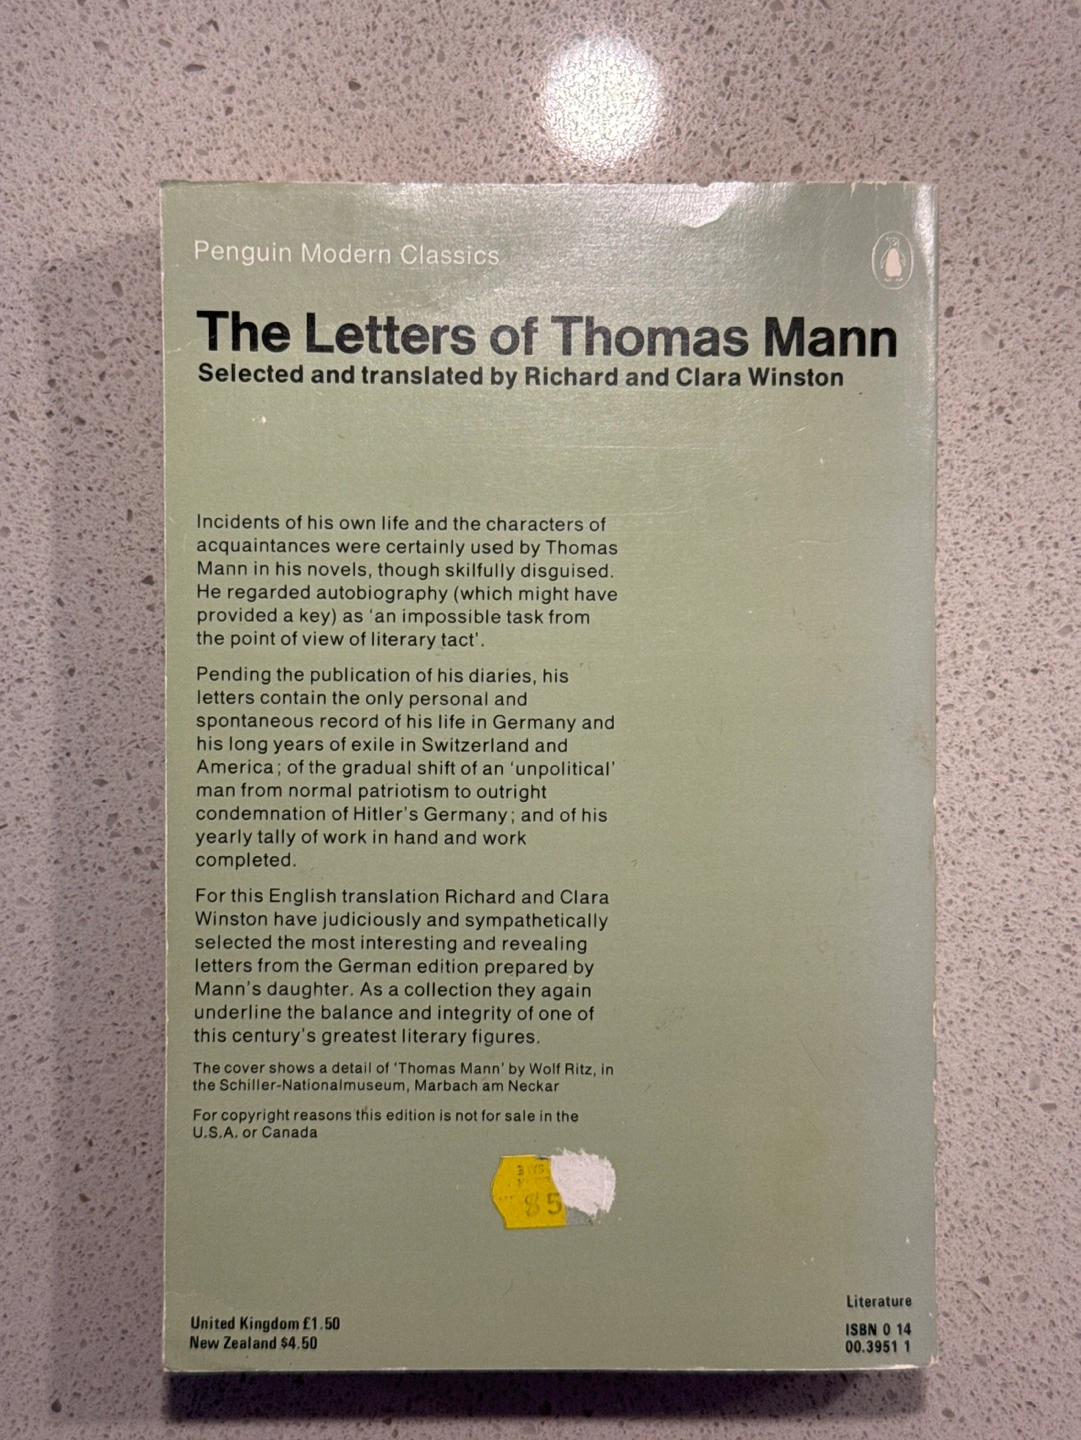 Penguin Modern Classics
The Letters of Thomas Mann
Selected and translated by Richard and Clara Winston
Incidents of his own life and the characters of
acquaintances were certainly used by Thomas
Mann in his novels, though skilfully disguised.
He regarded autobiography (which might have
provided a key) as ‘an impossible task from
the point of view of literary tact’.
Pending the publication of his diaries, his
letters contain the only personal and
spontaneous record of his life in Germany and
his long years of exile in Switzerland and
America; of the gradual shift of an ‘unpolitical’
man from normal patriotism to outright
condemnation of Hitler’s Germany; and of his
yearly tally of work in hand and work
completed.
For this English translation Richard and Clara
Winston have judiciously and sympathetically
selected the most interesting and revealing
letters from the German edition prepared by
Mann’s daughter. As a collection they again
underline the balance and integrity of one of
this century’s greatest literary figures.
The cover shows a detail of ‘Thomas Mann’ by Wolf Ritz, in
the Schiller-Nationalmuseum, Marbach am Neckar
For copyright reasons this edition is not for sale in the
U.S.A. or Canada
85
United Kingdom £1.50
New Zealand $4.50
Literature
ISBN 0 14
00.3951 1